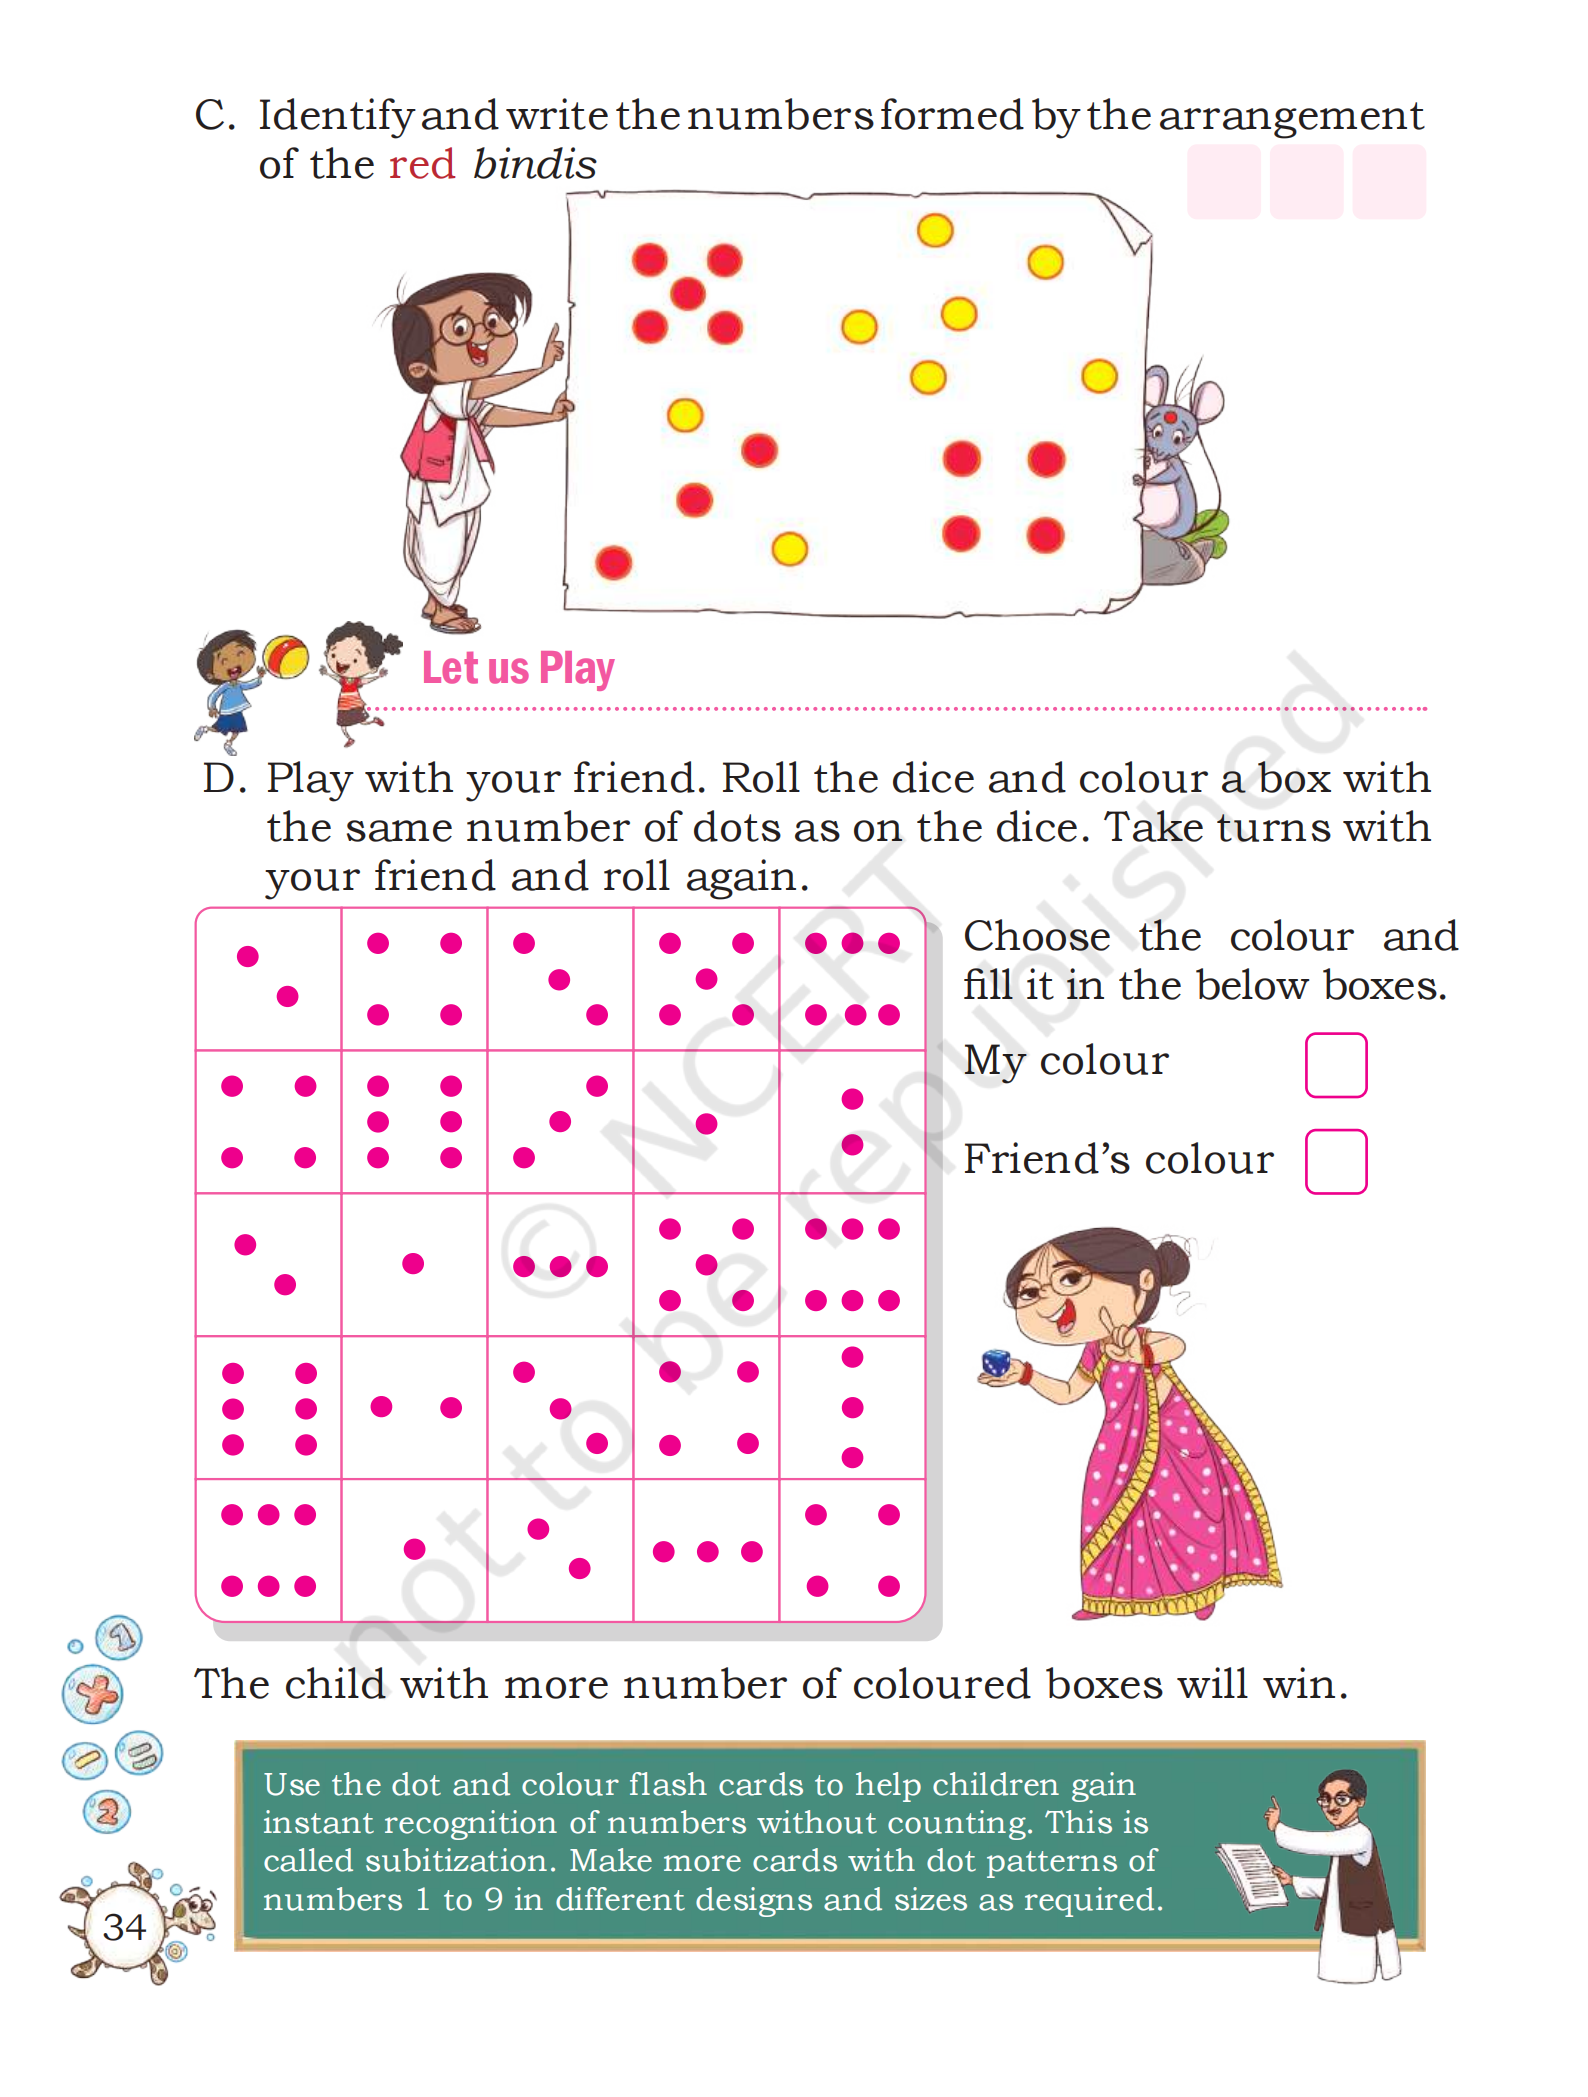 C. Identify and write the numbers formed by the arrangement
of the red bindis
Let us Play
D. Play with your friend. Roll the dice and colour a box with
the same number of dots as on the dice. Take turns with
your friend and roll again.
Choose the colour and
fill it in the below boxes.
My colour
Friend's colour
© NCERT
not to be republished
The child with more number of coloured boxes will win.
1
2
Use the dot and colour flash cards to help children gain
instant recognition of numbers without counting. This is
called subitization. Make more cards with dot patterns of
numbers 1 to 9 in different designs and sizes as required.
34